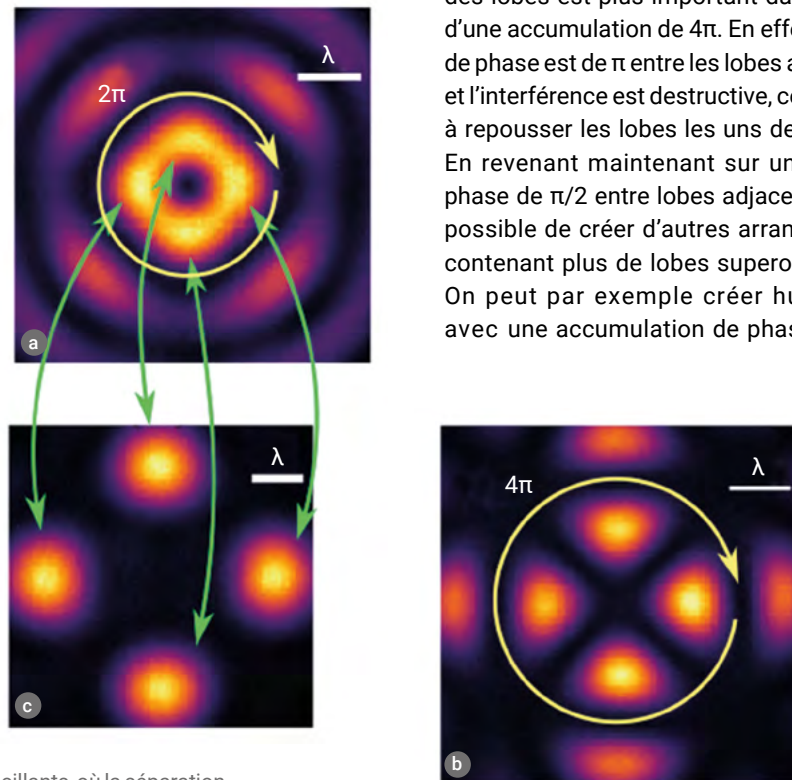 des lobes est plus important da
d'une accumulation de 4π. En effe
de phase est de π entre les lobes a
et l'interférence est destructive, co
à repousser les lobes les uns de
En revenant maintenant sur un
phase de π/2 entre lobes adjace
possible de créer d'autres arran
contenant plus de lobes supero
On peut par exemple créer hu
avec une accumulation de phas
λ
2π
a
λ
c
4π
λ
b